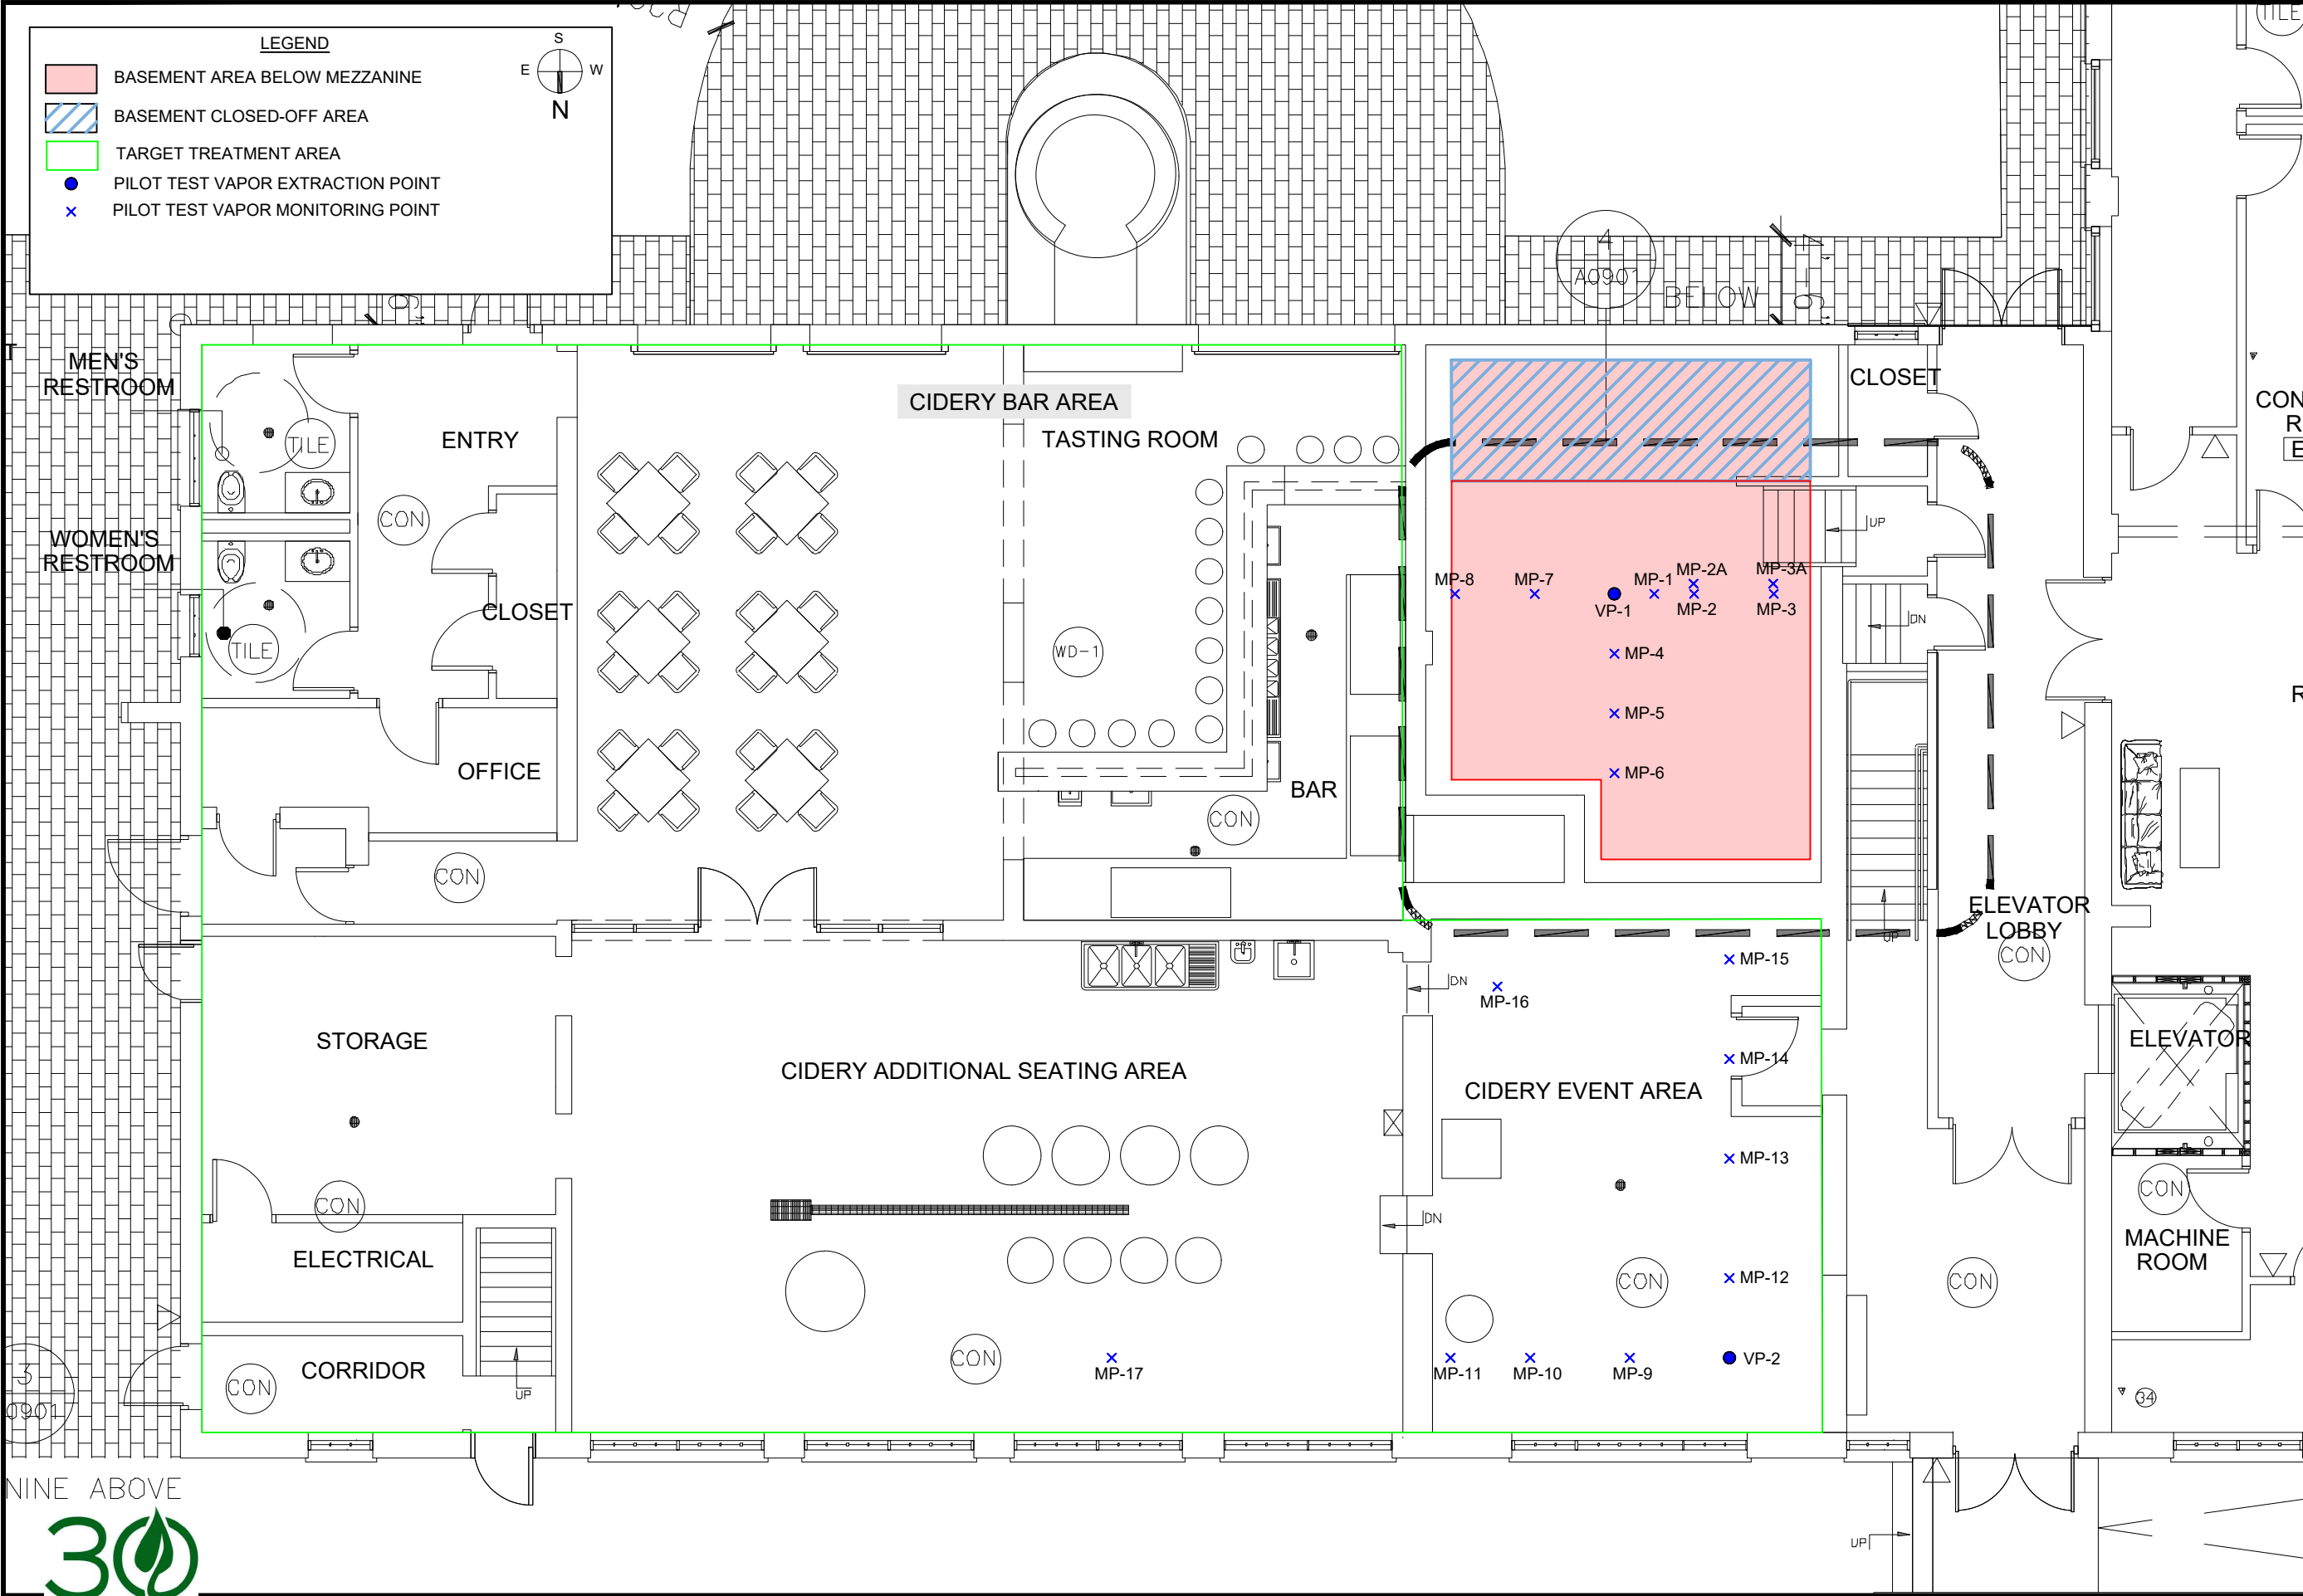 LEGEND
BASEMENT AREA BELOW MEZZANINE
BASEMENT CLOSED-OFF AREA
TARGET TREATMENT AREA
PILOT TEST VAPOR EXTRACTION POINT
PILOT TEST VAPOR MONITORING POINT
S
E W
N
TILE
4
A0901
BELOW
MEN'S
RESTROOM
TILE
ENTRY
CON
CIDERY BAR AREA
TASTING ROOM
CLOSET
CON
R
E
WOMEN'S
RESTROOM
TILE
CLOSET
WD-1
UP
DN
MP-8
MP-7
VP-1
MP-1
MP-2A
MP-2
MP-3A
MP-3
MP-4
MP-5
MP-6
R
OFFICE
BAR
CON
CON
ELEVATOR
LOBBY
CON
UP
DN
MP-15
MP-16
STORAGE
CIDERY ADDITIONAL SEATING AREA
CIDERY EVENT AREA
MP-14
ELEVATOR
MP-13
CON
DN
CON
ELECTRICAL
MACHINE
ROOM
CON
MP-12
CON
CORRIDOR
CON
UP
CON
MP-17
MP-11
MP-10
MP-9
VP-2
34
3
0901
NINE ABOVE
UP
30